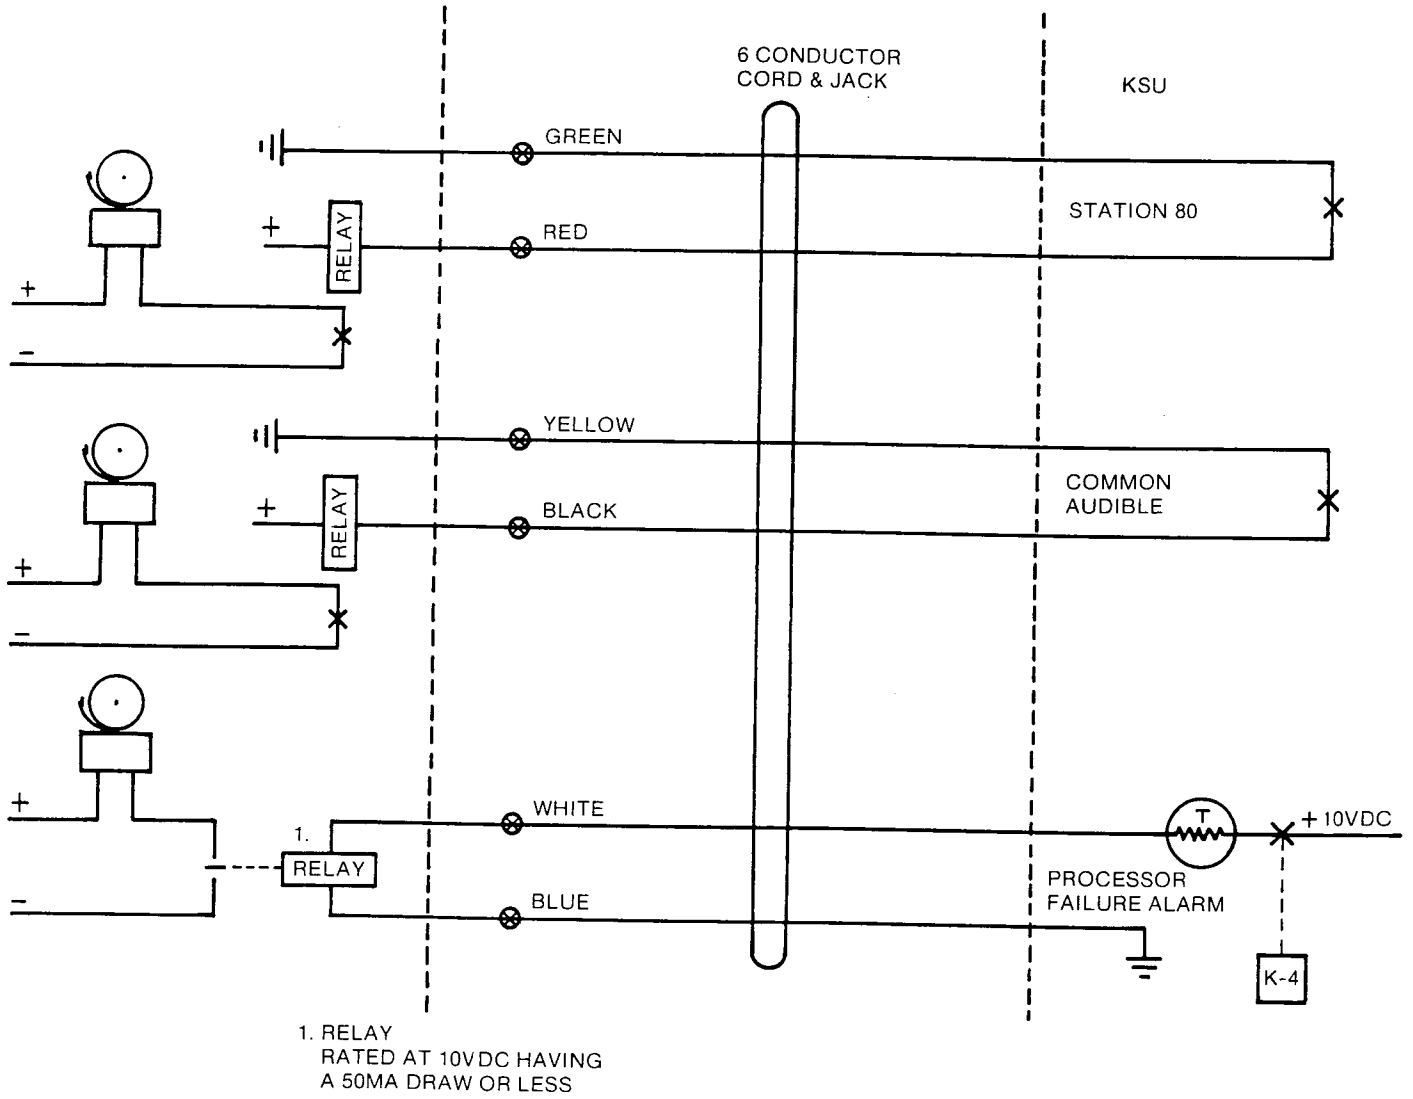 6 CONDUCTOR
CORD & JACK
KSU
GREEN
STATION 80
+
RED
RELAY
+
-
YELLOW
COMMON
AUDIBLE
+
BLACK
RELAY
+
-
WHITE
T
+10VDC
+
1.
RELAY
PROCESSOR
FAILURE ALARM
BLUE
-
K-4
1. RELAY
RATED AT 10VDC HAVING
A 50MA DRAW OR LESS